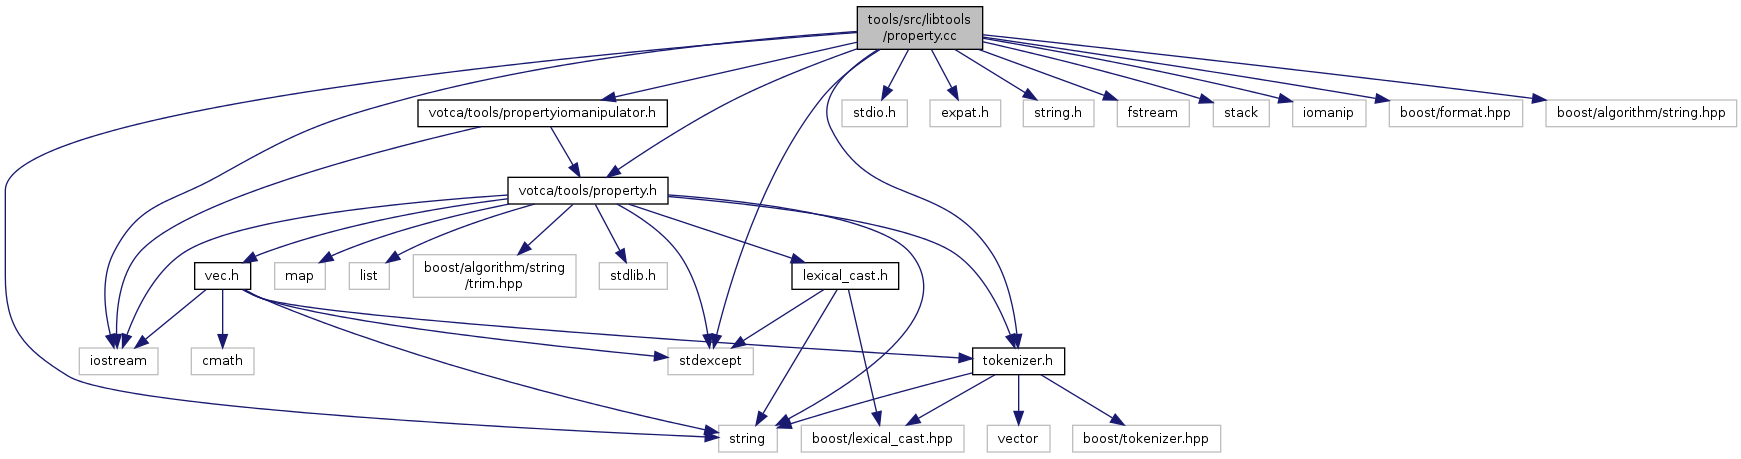 tools/src/libtools
/property.cc
votca/tools/propertyiomanipulator.h
stdio.h
expat.h
string.h
fstream
stack
iomanip
boost/format.hpp
boost/algorithm/string.hpp
votca/tools/property.h
vec.h
map
list
boost/algorithm/string
/trim.hpp
stdlib.h
lexical_cast.h
iostream
cmath
stdexcept
tokenizer.h
string
boost/lexical_cast.hpp
vector
boost/tokenizer.hpp